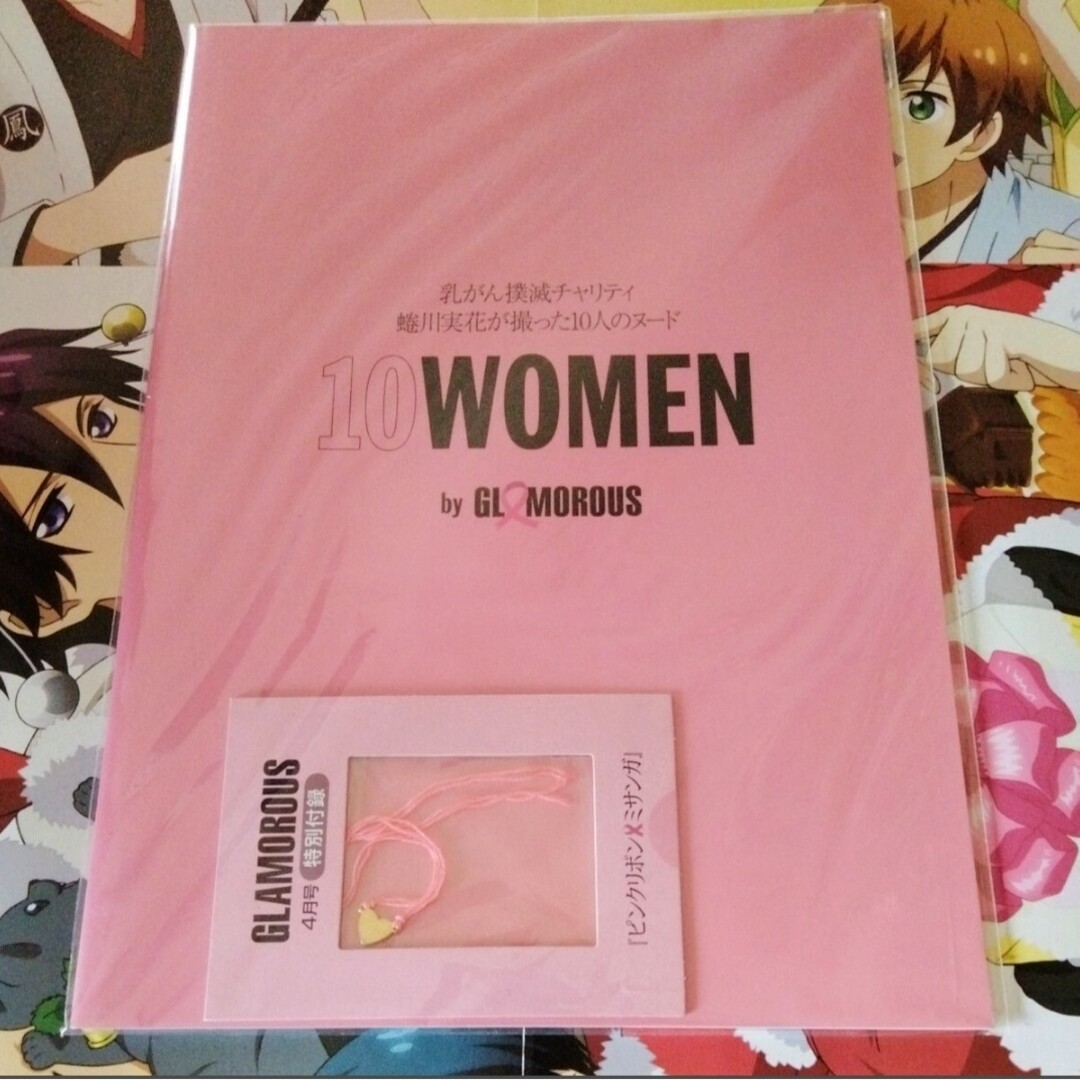 鳳
乳がん撲滅チャリティ
蜷川実花が撮った10人のヌード
10WOMEN
by GLAMOROUS
GLAMOROUS
4月号 特別付録
『ピンクリボンミサンガ』